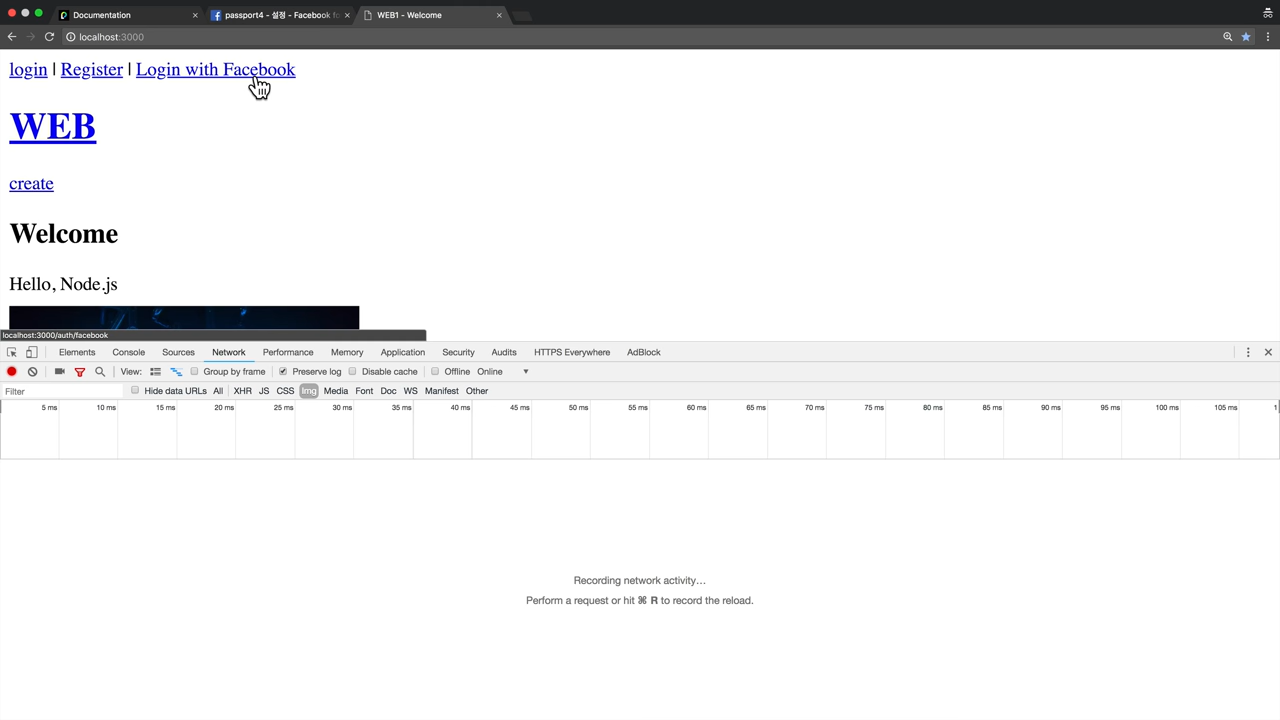 Documentation
passport4 - 설정 - Facebook fo
WEB1 - Welcome
localhost:3000
login | Register | Login with Facebook
WEB
create
Welcome
Hello, Node.js
localhost:3000/auth/facebook
Elements Console Sources Network Performance Memory Application Security Audits HTTPS Everywhere AdBlock
View: Group by frame Preserve log Disable cache Offline Online
Filter Hide data URLs All XHR JS CSS Img Media Font Doc WS Manifest Other
5 ms 10 ms 15 ms 20 ms 25 ms 30 ms 35 ms 40 ms 45 ms 50 ms 55 ms 60 ms 65 ms 70 ms 75 ms 80 ms 85 ms 90 ms 95 ms 100 ms 105 ms 1
Recording network activity…
Perform a request or hit ⌘ R to record the reload.